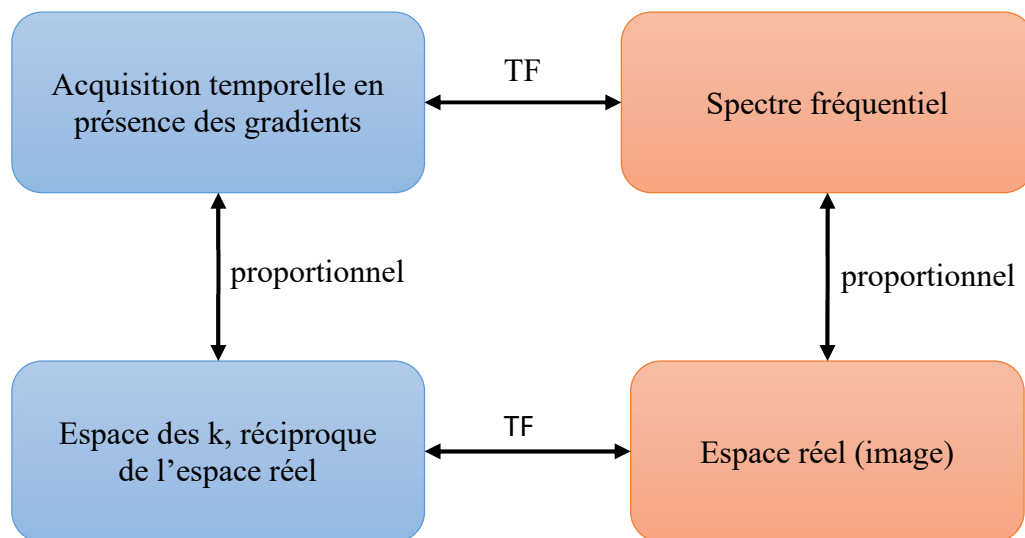 Acquisition temporelle en
présence des gradients
TF
Spectre fréquentiel
proportionnel
proportionnel
Espace des k, réciproque
de l’espace réel
TF
Espace réel (image)